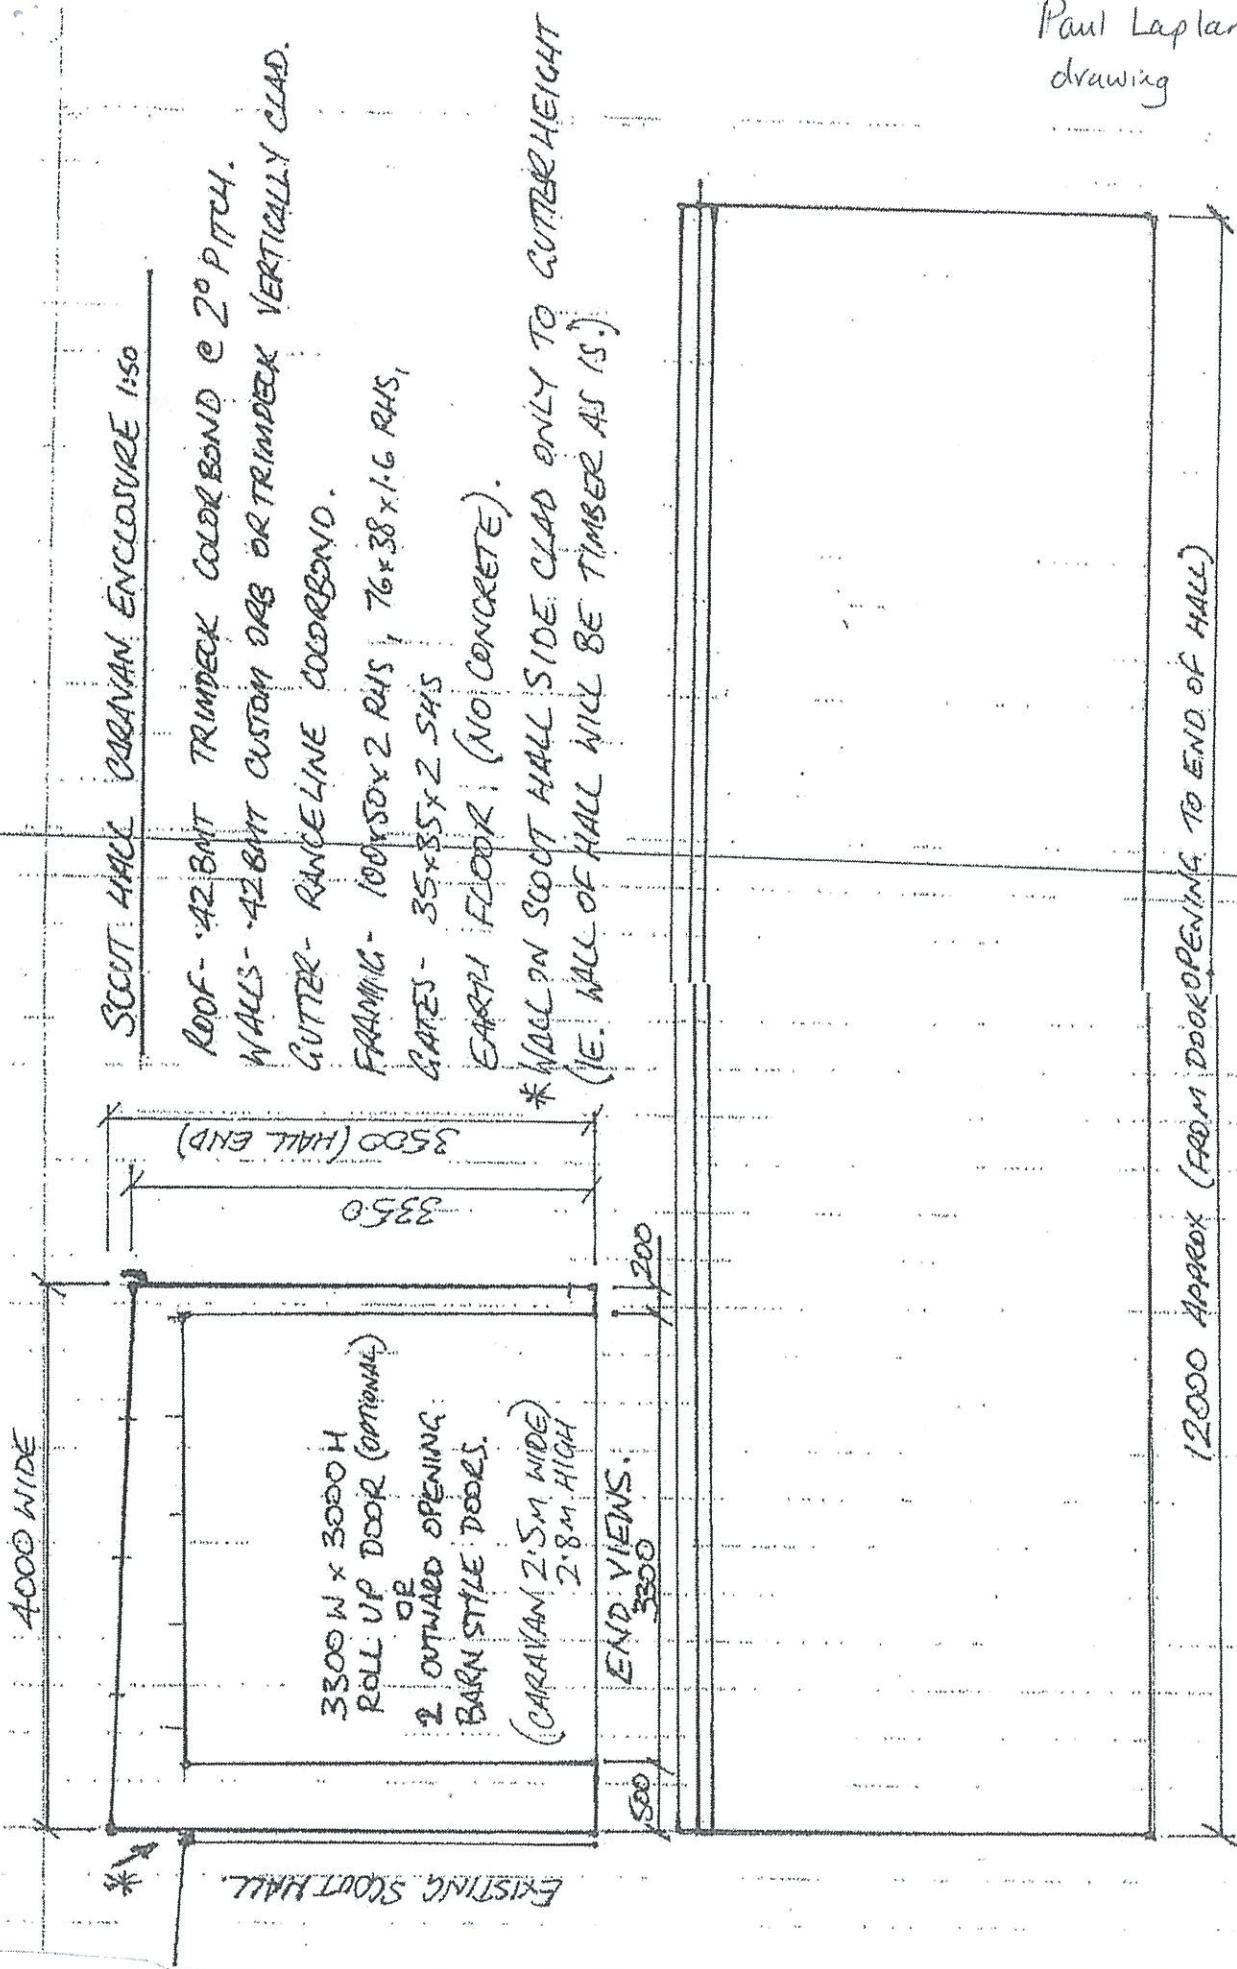 Paul Laplan
drawing
SCOUT HALL CARAVAN ENCLOSURE 1:50
ROOF- .42BMT TRIMDECK COLORBOND @ 2° PITCH.
WALLS- .42BMT CUSTOM ORB OR TRIMDECK VERTICALLY CLAD.
GUTTER- RANGELINE COLORBOND.
FRAMING- 100x50x2 RHS, 76x38x1.6 RHS,
GATES- 35x35x2 SHS
EARTH FLOOR. (NO CONCRETE).
* WALL ON SCOUT HALL SIDE CLAD ONLY TO GUTTER HEIGHT
(IE. WALL OF HALL WILL BE TIMBER AS IS.)
4000 WIDE
3500 (HALL END)
3350
*
EXISTING SCOUT HALL.
3300 W x 3000 H
ROLL UP DOOR (OPTIONAL)
OR
2 OUTWARD OPENING
BARN STYLE DOORS.
(CARAVAN 2.5M WIDE)
2.8M HIGH
END VIEWS.
500
3300
200
12000 APPROX (FROM DOOR OPENING TO END OF HALL)